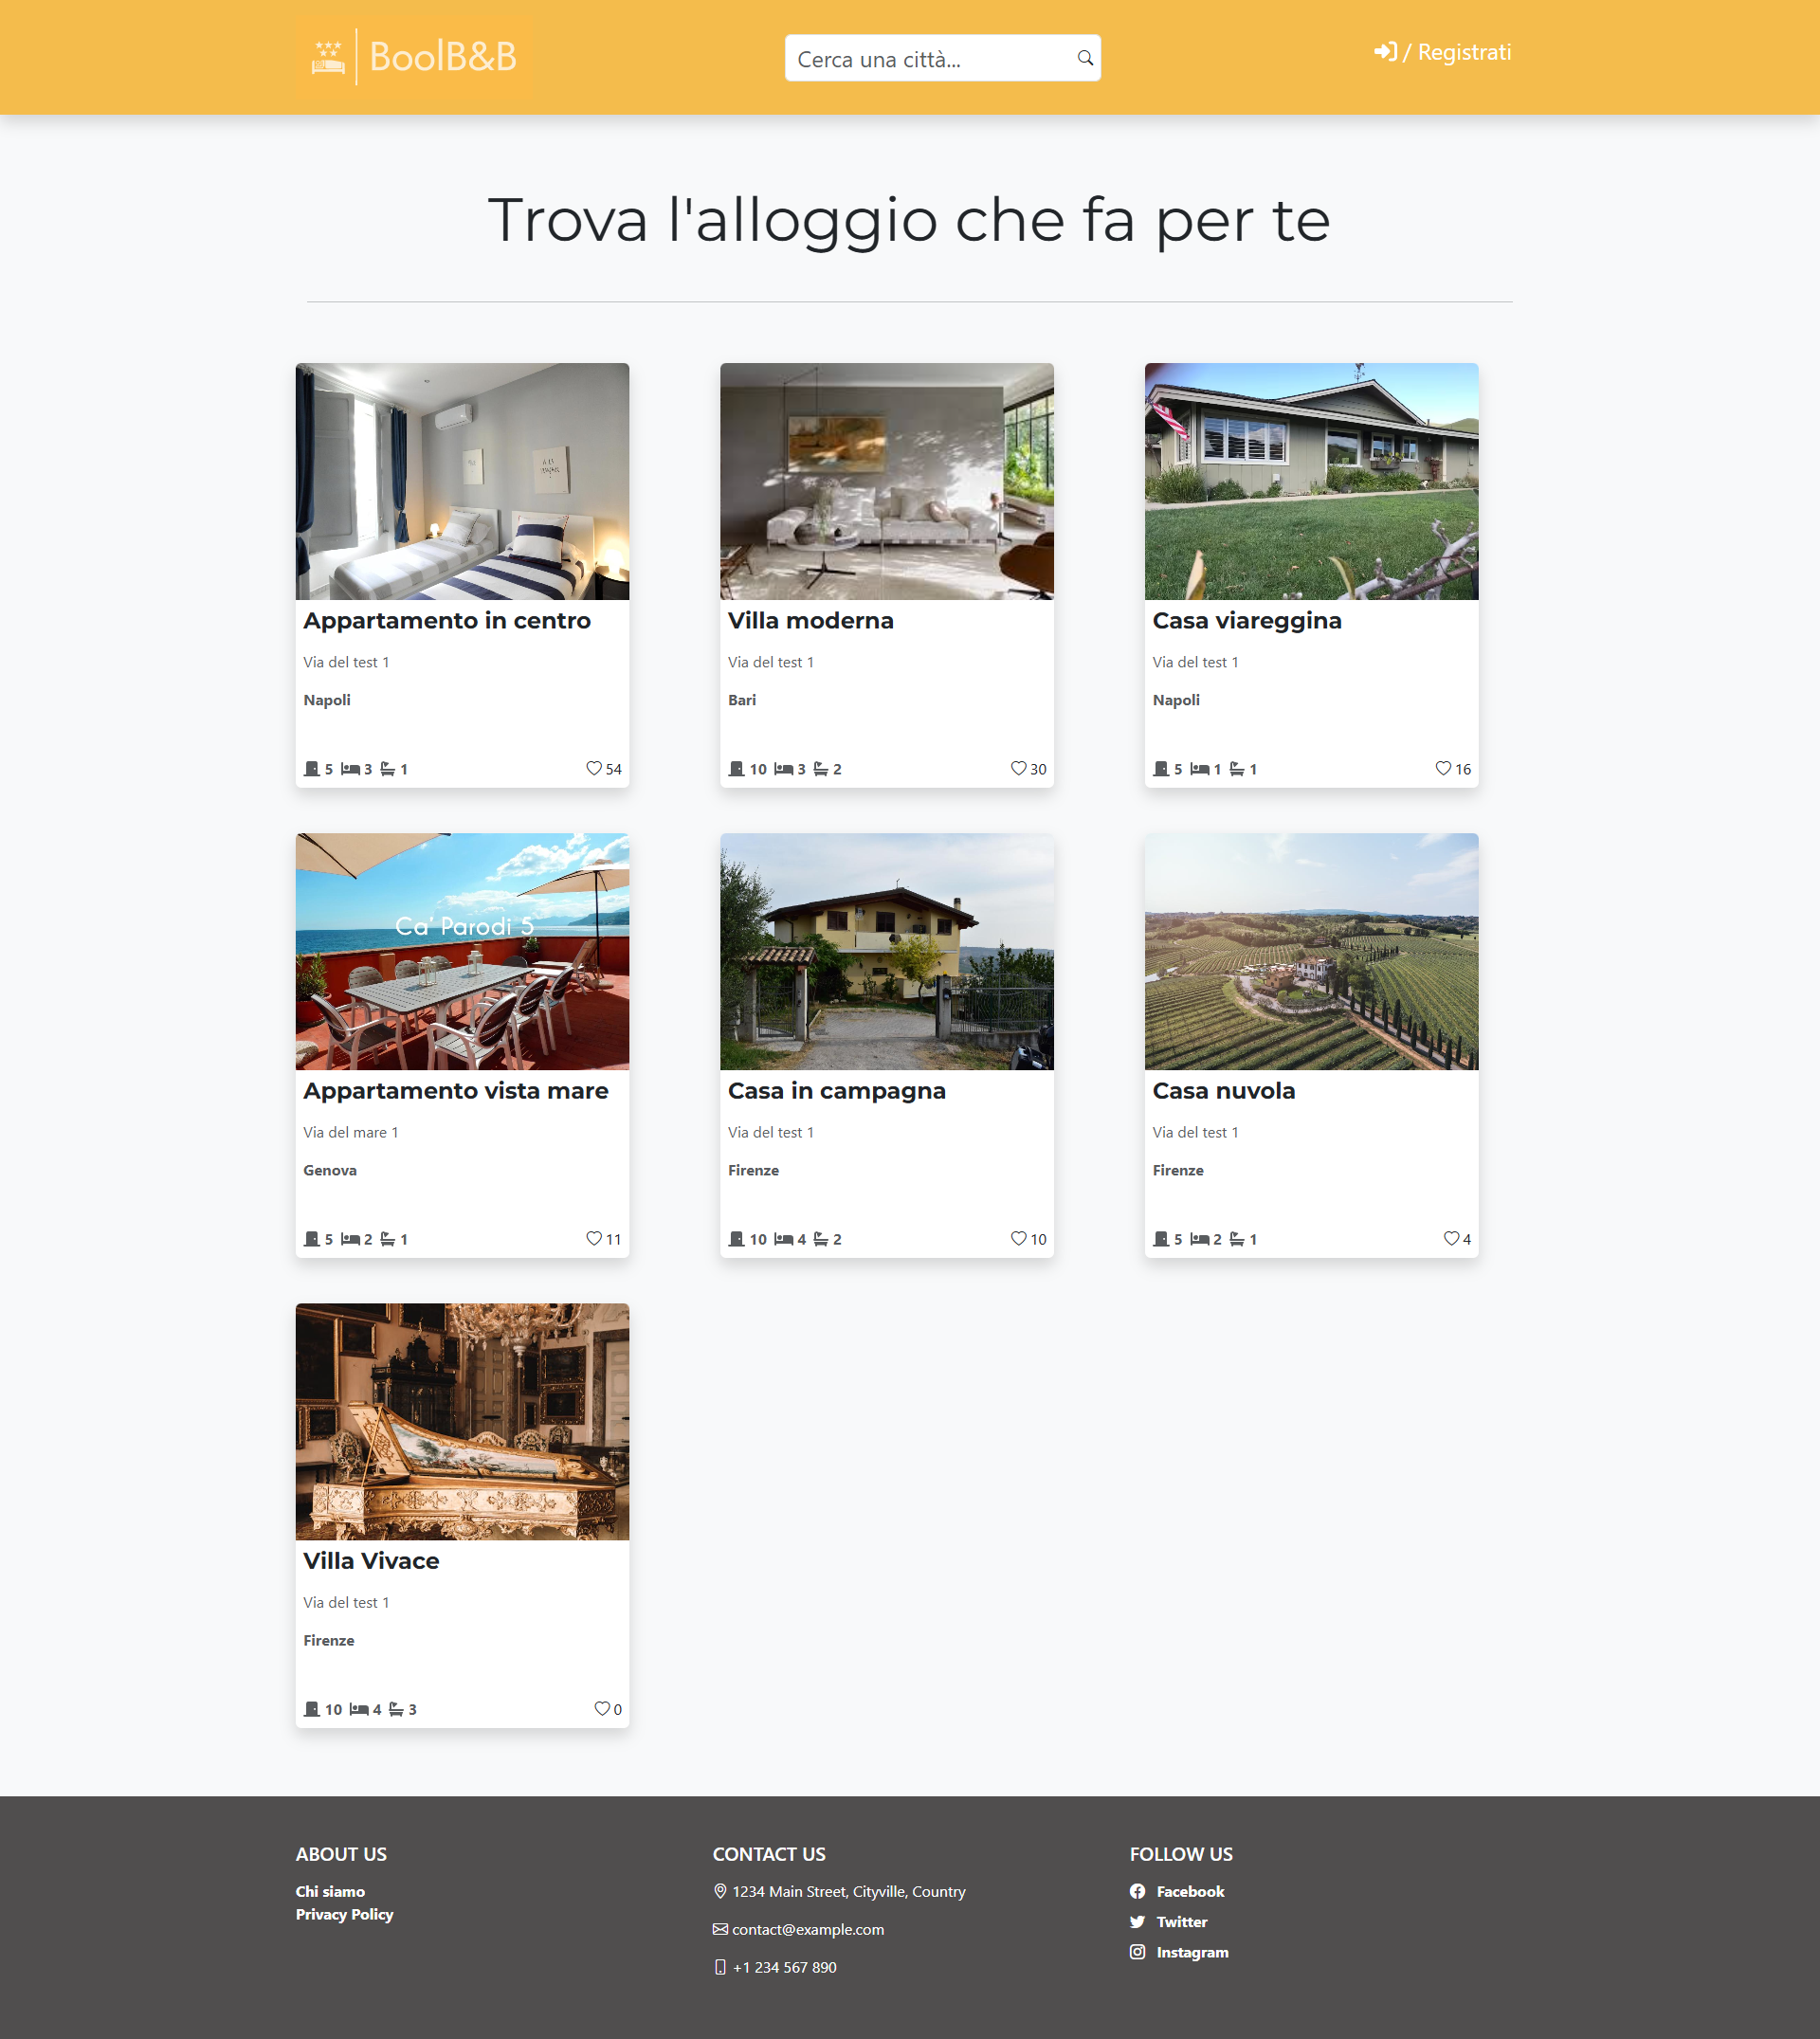 BoolB&B
Cerca una città...
/ Registrati
Trova l'alloggio che fa per te
Appartamento in centro
Via del test 1
Napoli
5 3 1 54
Villa moderna
Via del test 1
Bari
10 3 2 30
Casa viareggina
Via del test 1
Napoli
5 1 1 16
Ca' Parodi 5
Appartamento vista mare
Via del mare 1
Genova
5 2 1 11
Casa in campagna
Via del test 1
Firenze
10 4 2 10
Casa nuvola
Via del test 1
Firenze
5 2 1 4
Villa Vivace
Via del test 1
Firenze
10 4 3 0
ABOUT US
Chi siamo
Privacy Policy
CONTACT US
1234 Main Street, Cityville, Country
contact@example.com
+1 234 567 890
FOLLOW US
Facebook
Twitter
Instagram